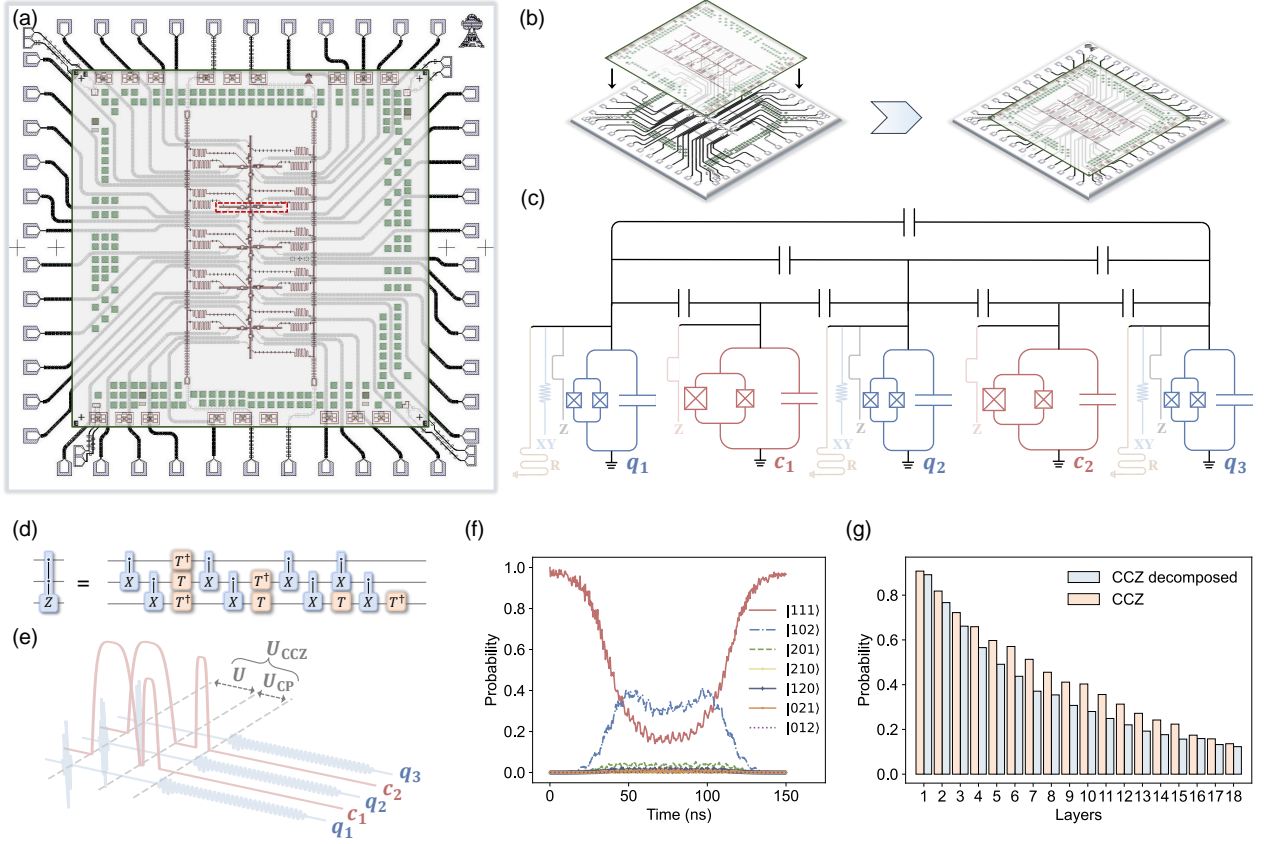 (a)
(b)
(c)
Z
XY
R
q1
Z
c1
Z
XY
R
q2
Z
c2
Z
XY
R
q3
(d)
=
Z
X
X
T†
T
T†
X
X
T†
T
X
X
X
T
X
T†
(e)
UCCZ
U
UCP
q3
c2
q2
c1
q1
(f)
Probability
1.0
0.8
0.6
0.4
0.2
0.0
0 50 100 150
Time (ns)
|111⟩
|102⟩
|201⟩
|210⟩
|120⟩
|021⟩
|012⟩
(g)
Probability
0.8
0.6
0.4
0.2
0.0
CCZ decomposed
CCZ
1 2 3 4 5 6 7 8 9 10 11 12 13 14 15 16 17 18
Layers